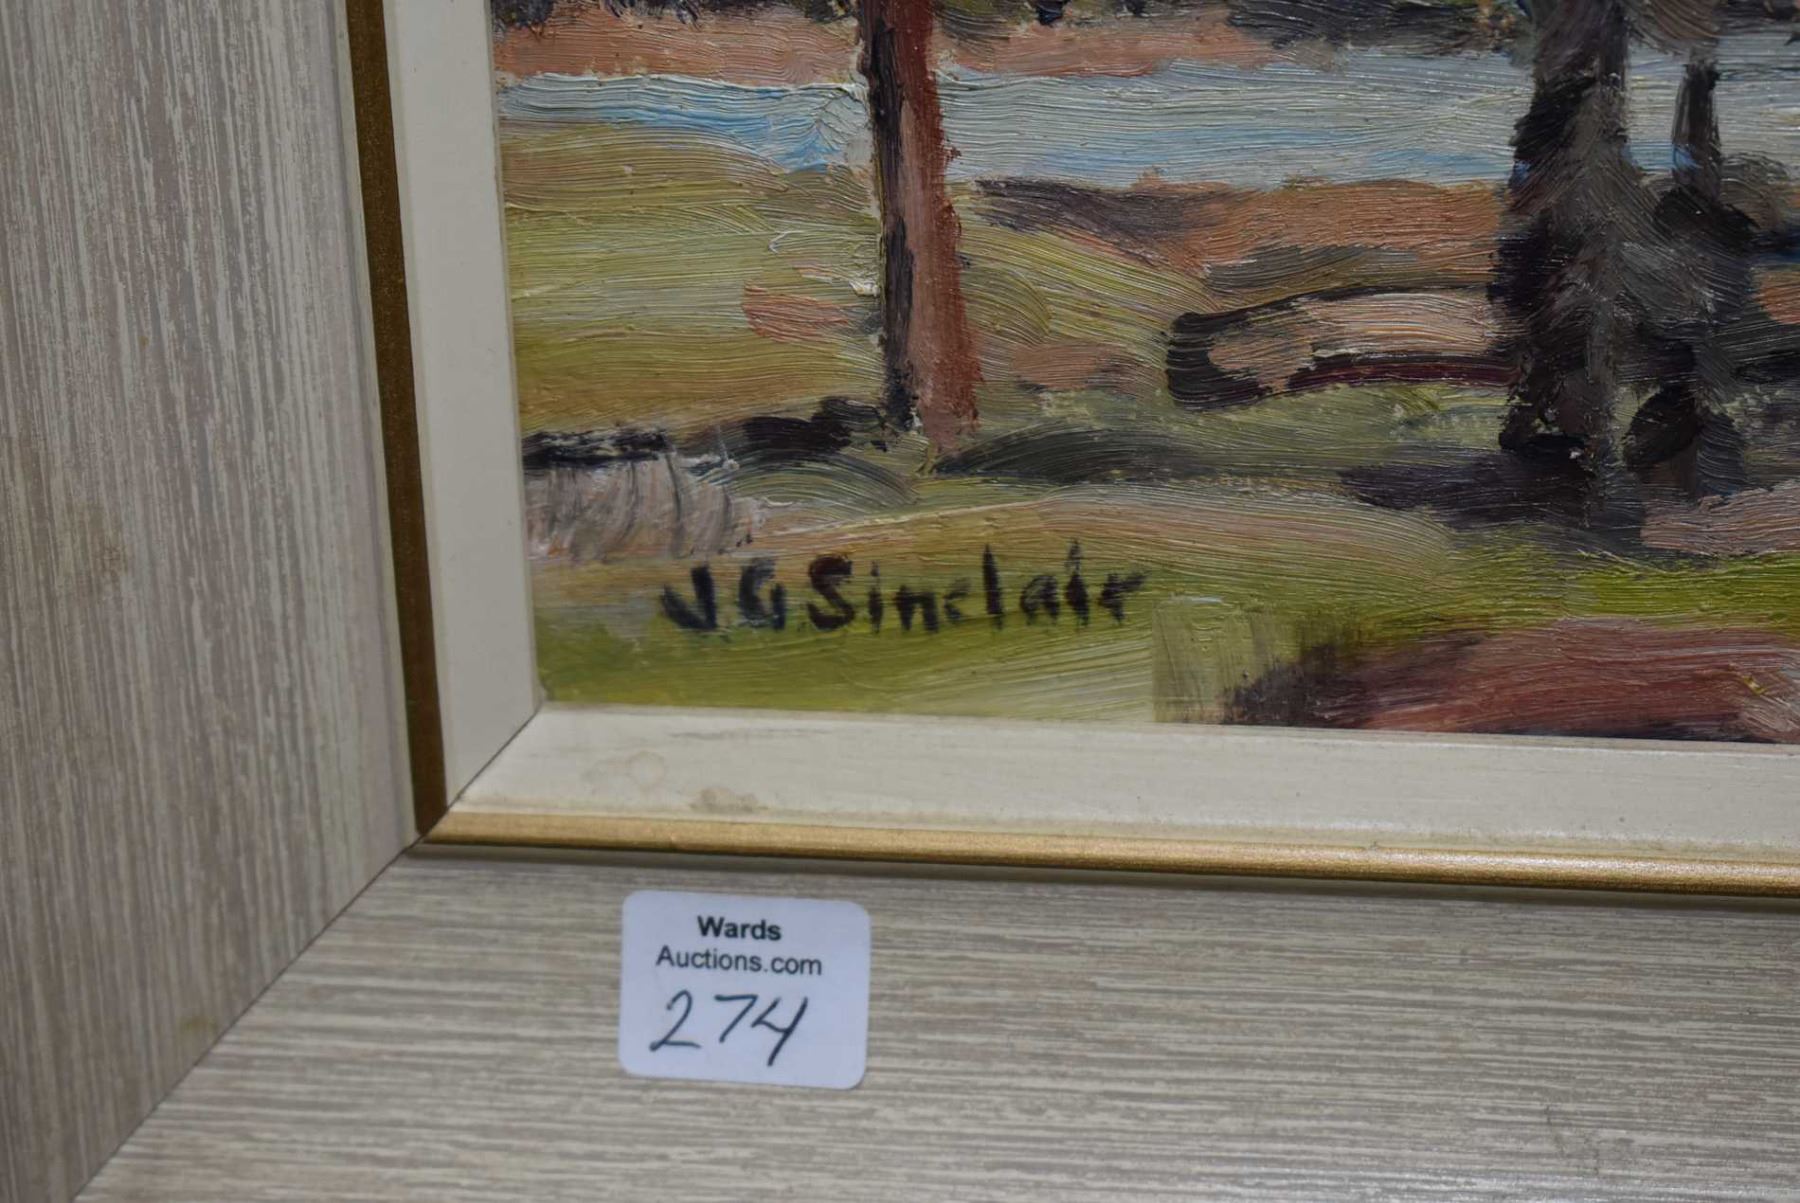 J.G. Sinclair
Wards
Auctions.com
274